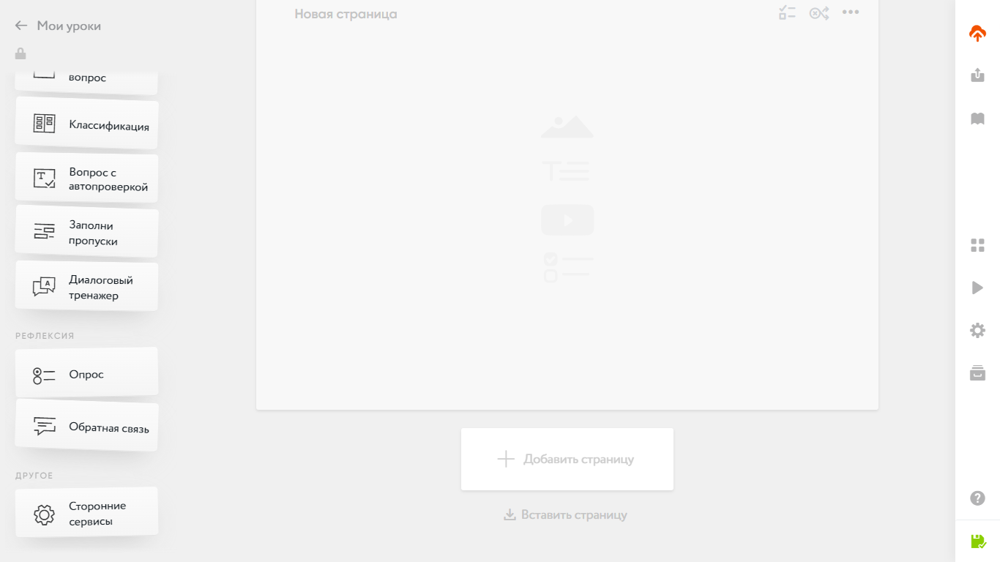 Мои уроки
вопрос
Классификация
Вопрос с
автопроверкой
Заполни
пропуски
Диалоговый
тренажер
РЕФЛЕКСИЯ
Опрос
Обратная связь
ДРУГОЕ
Сторонние
сервисы
Новая страница
Добавить страницу
Вставить страницу